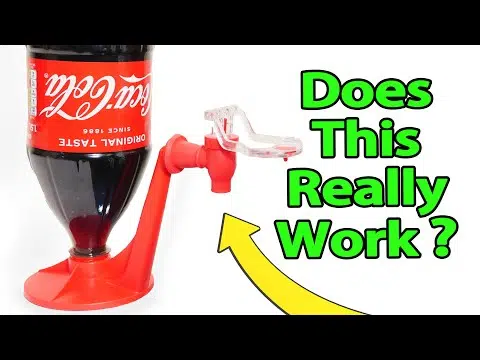 Coca-Cola
ORIGINAL TASTE
SINCE 1886
Does
This
Really
Work ?